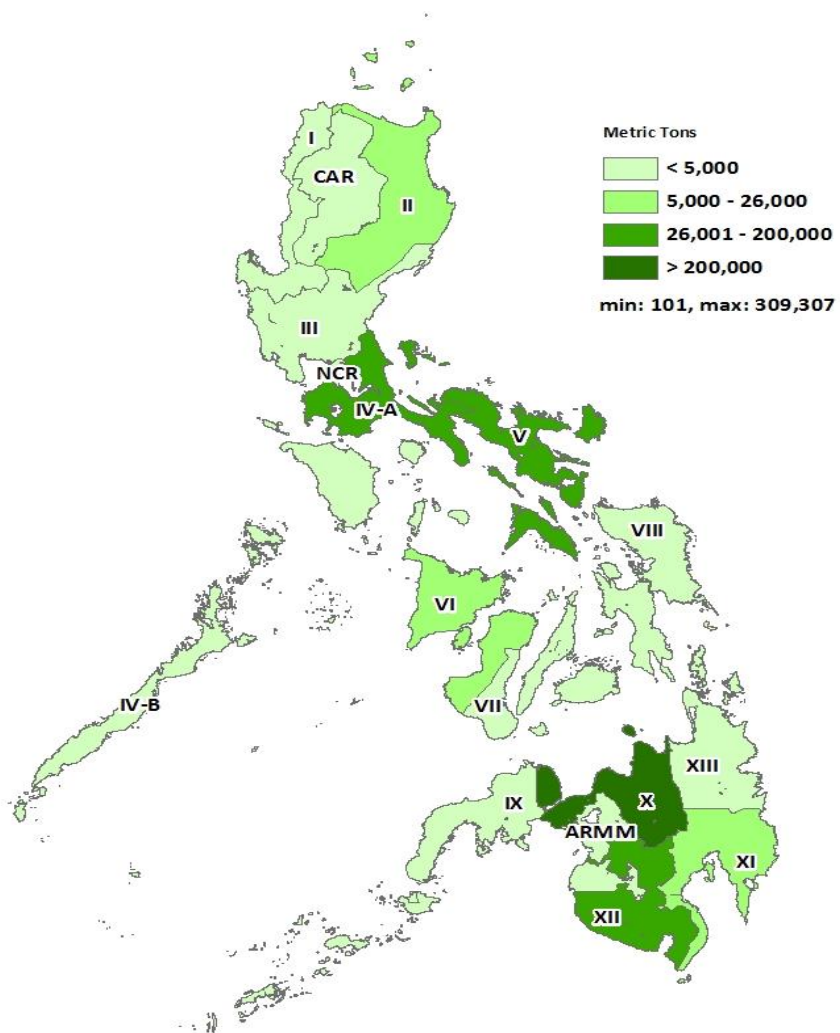 I
CAR
II
Metric Tons
< 5,000
5,000 - 26,000
26,001 - 200,000
> 200,000
min: 101, max: 309,307
III
NCR
IV-A
V
VIII
VI
IV-B
VII
XIII
IX
X
ARMM
XI
XII